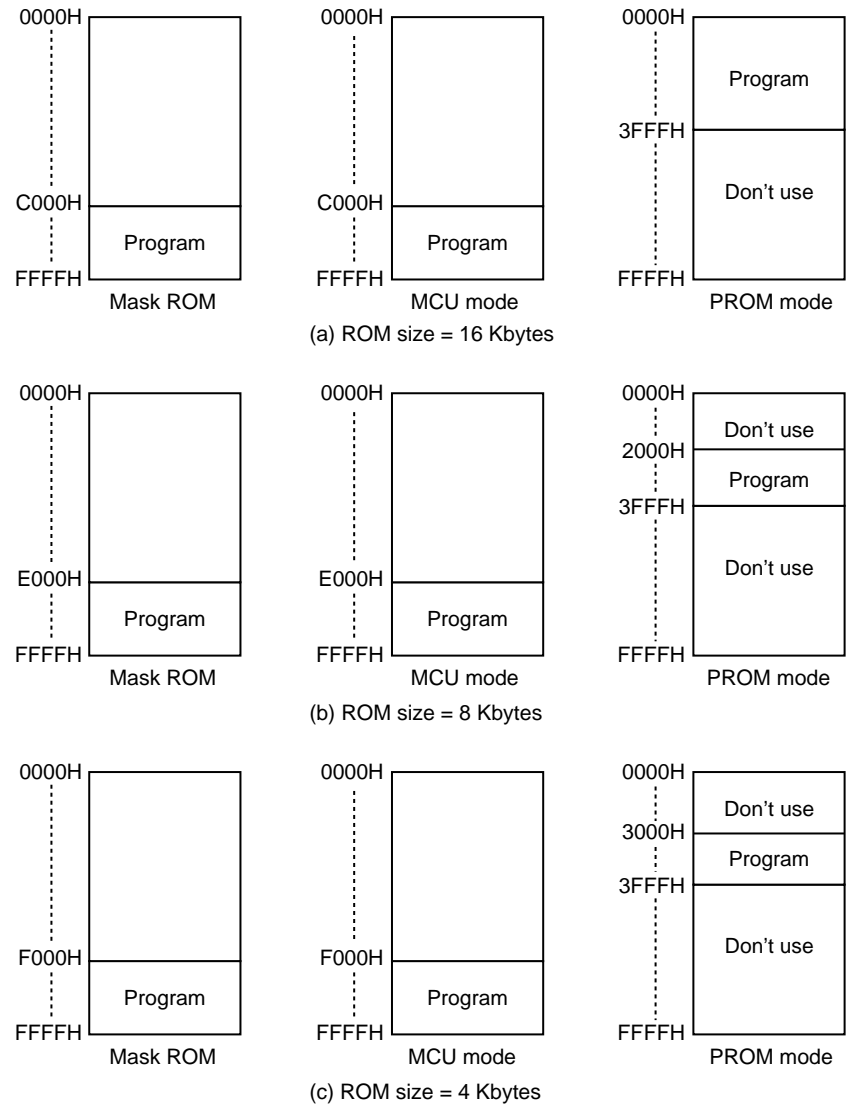 0000H 0000H 0000H
Program
3FFFH
Don't use
C000H C000H
Program Program
FFFFH FFFFH FFFFH
Mask ROM MCU mode PROM mode
(a) ROM size = 16 Kbytes
0000H 0000H 0000H
Don't use
2000H
Program
3FFFH
Don't use
E000H E000H
Program Program
FFFFH FFFFH FFFFH
Mask ROM MCU mode PROM mode
(b) ROM size = 8 Kbytes
0000H 0000H 0000H
Don't use
3000H
Program
3FFFH
Don't use
F000H F000H
Program Program
FFFFH FFFFH FFFFH
Mask ROM MCU mode PROM mode
(c) ROM size = 4 Kbytes